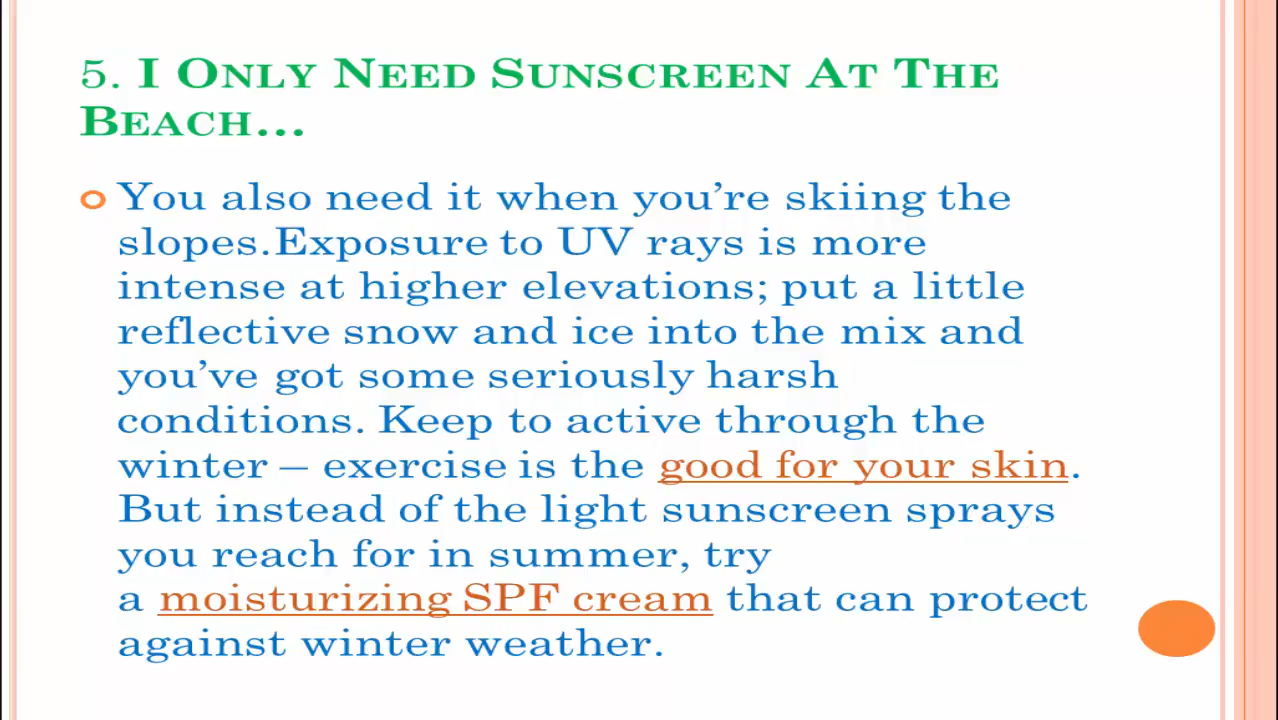 5. I ONLY NEED SUNSCREEN AT THE
BEACH...
You also need it when you’re skiing the
slopes.Exposure to UV rays is more
intense at higher elevations; put a little
reflective snow and ice into the mix and
you’ve got some seriously harsh
conditions. Keep to active through the
winter – exercise is the good for your skin.
But instead of the light sunscreen sprays
you reach for in summer, try
a moisturizing SPF cream that can protect
against winter weather.